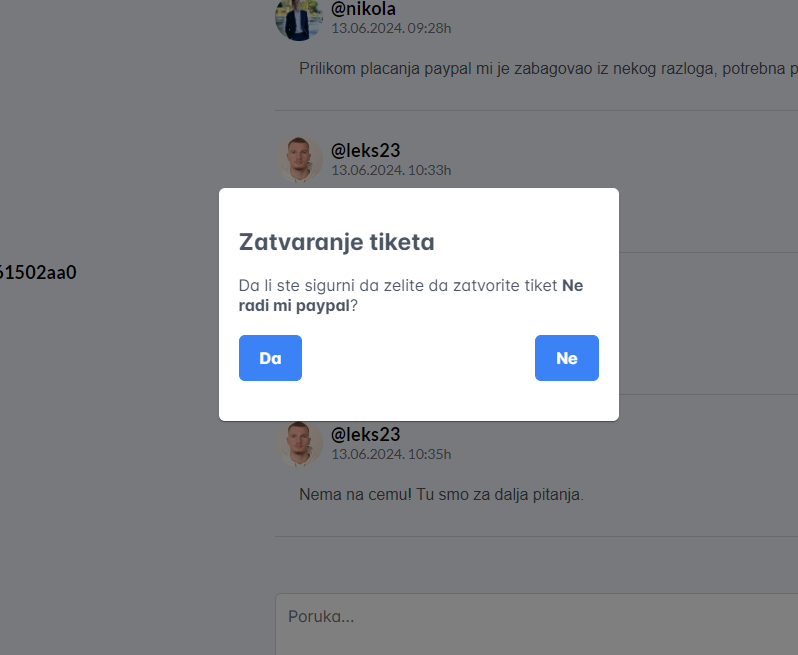 @nikola
13.06.2024. 09:28h
Prilikom placanja paypal mi je zabagovao iz nekog razloga, potrebna
@leks23
13.06.2024. 10:33h
Zatvaranje tiketa
61502aa0
Da li ste sigurni da zelite da zatvorite tiket Ne
radi mi paypal?
Da
Ne
@leks23
13.06.2024. 10:35h
Nema na cemu! Tu smo za dalja pitanja.
Poruka...